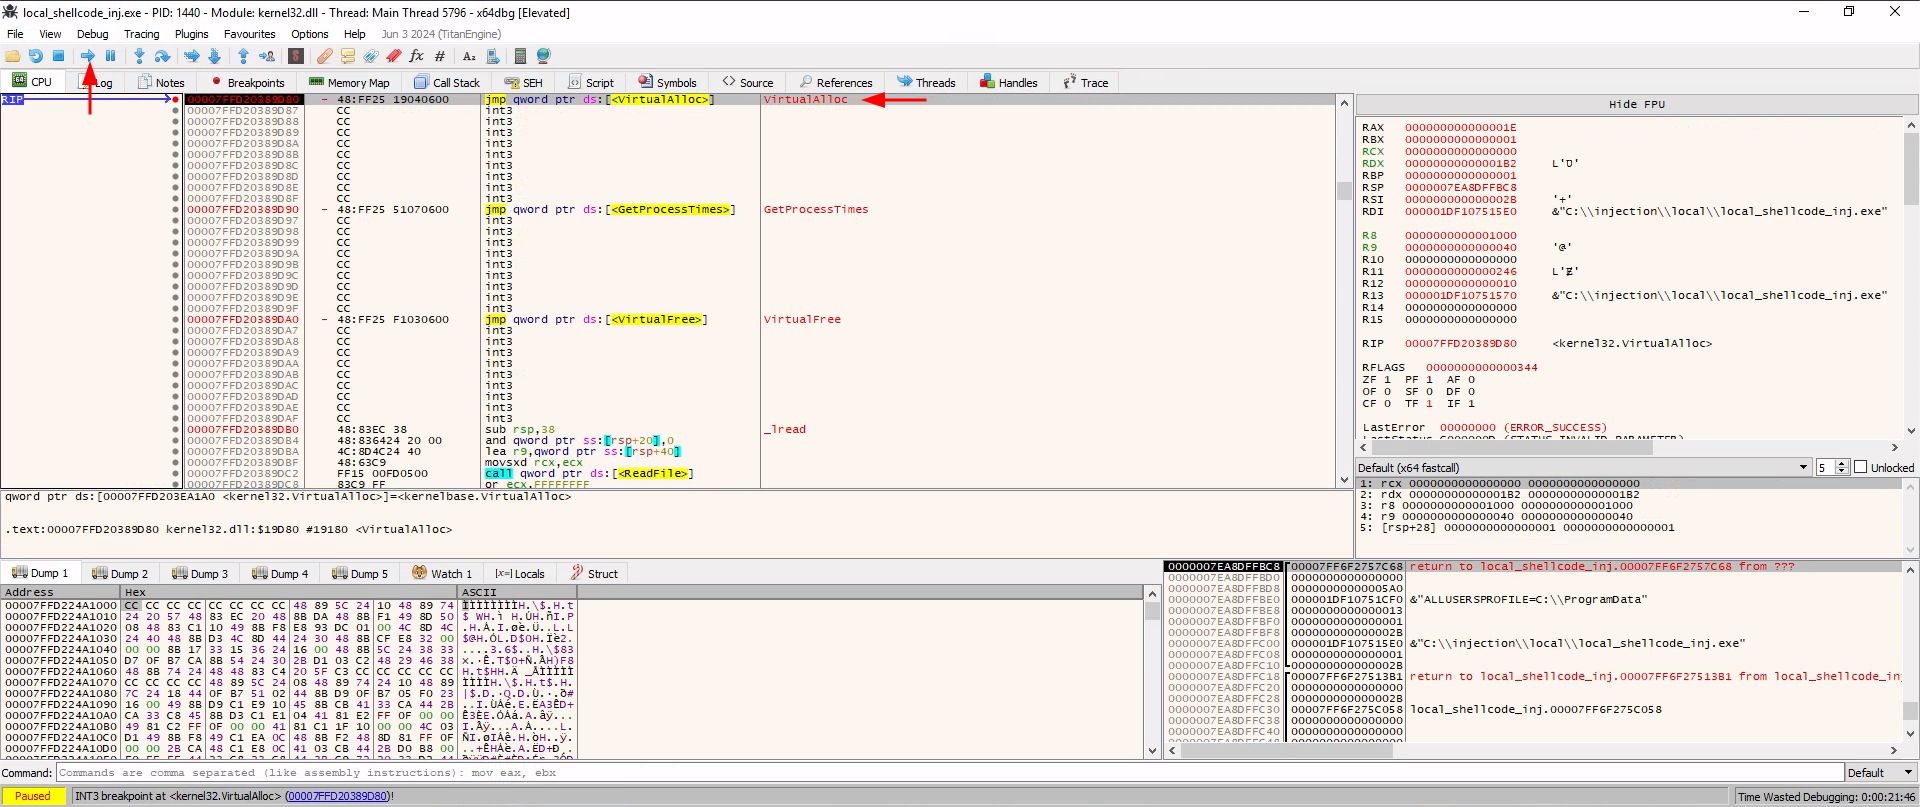 local_shellcode_inj.exe - PID: 1440 - Module: kernel32.dll - Thread: Main Thread 5796 - x64dbg [Elevated]
File View Debug Tracing Plugins Favourites Options Help Jun 3 2024 (TitanEngine)
CPU Log Notes Breakpoints Memory Map Call Stack SEH Script Symbols Source References Threads Handles Trace
RIP 00007FFD20389D80 - 48:FF25 19040600 jmp qword ptr ds:[<VirtualAlloc>] VirtualAlloc
00007FFD20389D87 CC int3
00007FFD20389D88 CC int3
00007FFD20389D89 CC int3
00007FFD20389D8A CC int3
00007FFD20389D8B CC int3
00007FFD20389D8C CC int3
00007FFD20389D8D CC int3
00007FFD20389D8E CC int3
00007FFD20389D8F CC int3
00007FFD20389D90 - 48:FF25 51070600 jmp qword ptr ds:[<GetProcessTimes>] GetProcessTimes
00007FFD20389D97 CC int3
00007FFD20389D98 CC int3
00007FFD20389D99 CC int3
00007FFD20389D9A CC int3
00007FFD20389D9B CC int3
00007FFD20389D9C CC int3
00007FFD20389D9D CC int3
00007FFD20389D9E CC int3
00007FFD20389D9F CC int3
00007FFD20389DA0 - 48:FF25 F1030600 jmp qword ptr ds:[<VirtualFree>] VirtualFree
00007FFD20389DA7 CC int3
00007FFD20389DA8 CC int3
00007FFD20389DA9 CC int3
00007FFD20389DAA CC int3
00007FFD20389DAB CC int3
00007FFD20389DAC CC int3
00007FFD20389DAD CC int3
00007FFD20389DAE CC int3
00007FFD20389DAF CC int3
00007FFD20389DB0 48:83EC 38 sub rsp,38 _lread
00007FFD20389DB4 48:836424 20 00 and qword ptr ss:[rsp+20],0
00007FFD20389DBA 4C:8D4C24 40 lea r9,qword ptr ss:[rsp+40]
00007FFD20389DBF 48:63C9 movsxd rcx,ecx
00007FFD20389DC2 FF15 00FD0500 call qword ptr ds:[<ReadFile>]
00007FFD20389DC8 83C9 FF or ecx,FFFFFFFF
Hide FPU
RAX 000000000000001E
RBX 0000000000000001
RCX 0000000000000000
RDX 00000000000001B2
RBP 0000000000000001
RSP 0000007EA8DFFBC8
RSI 000000000000002B '+'
RDI 000001DF107515E0 &"C:\\injection\\local\\local_shellcode_inj.exe"
R8 0000000000001000
R9 0000000000000040 '@'
R10 0000000000000000
R11 0000000000000246
R12 0000000000000010
R13 000001DF10751570 &"C:\\injection\\local\\local_shellcode_inj.exe"
R14 0000000000000000
R15 0000000000000000
RIP 00007FFD20389D80 <kernel32.VirtualAlloc>
RFLAGS 0000000000000344
ZF 1 PF 1 AF 0
OF 0 SF 0 DF 0
CF 0 TF 1 IF 1
LastError 00000000 (ERROR_SUCCESS)
LastStatus C000000D (STATUS_INVALID_PARAMETER)
Default (x64 fastcall) 5 Unlocked
1: rcx 0000000000000000 0000000000000000
2: rdx 00000000000001B2 00000000000001B2
3: r8 0000000000001000 0000000000001000
4: r9 0000000000000040 0000000000000040
5: [rsp+28] 0000000000000001 0000000000000001
qword ptr ds:[00007FFD203EA1A0 <kernel32.VirtualAlloc>]=<kernelbase.VirtualAlloc>
.text:00007FFD20389D80 kernel32.dll:$19D80 #19180 <VirtualAlloc>
Dump 1 Dump 2 Dump 3 Dump 4 Dump 5 Watch 1 Locals Struct
Address Hex ASCII
00007FFD224A1000 CC CC CC CC CC CC CC CC 48 89 5C 24 10 48 89 74
00007FFD224A1010 24 20 57 48 83 EC 20 48 8B DA 48 8B F1 49 8D 50
00007FFD224A1020 08 48 83 C1 10 49 8B F8 E8 93 DC 01 00 4C 8D 4C
00007FFD224A1030 24 40 48 8B D3 4C 8D 44 24 30 48 8B CF E8 32 00
00007FFD224A1040 00 00 8B 17 33 15 36 24 16 00 48 8B 5C 24 38 33
00007FFD224A1050 D7 0F B7 CA 8B 54 24 30 2B D1 03 C2 48 29 46 38
00007FFD224A1060 48 8B 74 24 48 48 83 C4 20 5F C3 CC CC CC CC CC
00007FFD224A1070 CC CC CC CC 48 89 5C 24 08 48 89 74 24 10 48 89
00007FFD224A1080 7C 24 18 44 0F B7 51 02 44 8B D9 0F B7 05 F0 23
00007FFD224A1090 16 00 49 8B D9 C1 E9 10 45 8B CB 41 33 CA 44 2B
00007FFD224A10A0 CA 33 C8 45 8B D3 C1 E1 04 41 81 E2 FF 0F 00 00
00007FFD224A10B0 49 81 C2 FF 0F 00 00 41 81 C1 1F 10 00 00 4C 03
00007FFD224A10C0 D1 49 8B F8 49 C1 EA 0C 48 8B F2 48 8D 81 FF 0F
00007FFD224A10D0 00 00 2B CA 48 C1 E8 0C 41 03 CB 44 2B D0 B8 00
0000007EA8DFFBC8 00007FF6F2757C68 return to local_shellcode_inj.00007FF6F2757C68 from ???
0000007EA8DFFBD0 0000000000000000
0000007EA8DFFBD8 00000000000005A0
0000007EA8DFFBE0 000001DF10751CF0 &"ALLUSERSPROFILE=C:\\ProgramData"
0000007EA8DFFBE8 0000000000000013
0000007EA8DFFBF0 0000000000000001
0000007EA8DFFBF8 000000000000002B
0000007EA8DFFC00 000001DF107515E0 &"C:\\injection\\local\\local_shellcode_inj.exe"
0000007EA8DFFC08 0000000000000001
0000007EA8DFFC10 000000000000002B
0000007EA8DFFC18 00007FF6F27513B1 return to local_shellcode_inj.00007FF6F27513B1 from local_shellcode_in
0000007EA8DFFC20 0000000000000000
0000007EA8DFFC28 000000000000002B
0000007EA8DFFC30 00007FF6F275C058 local_shellcode_inj.00007FF6F275C058
0000007EA8DFFC38 0000000000000000
0000007EA8DFFC40 0000000000000000
Command: Commands are comma separated (like assembly instructions): mov eax, ebx Default
Paused INT3 breakpoint at <kernel32.VirtualAlloc> (00007FFD20389D80)! Time Wasted Debugging: 0:00:21:46